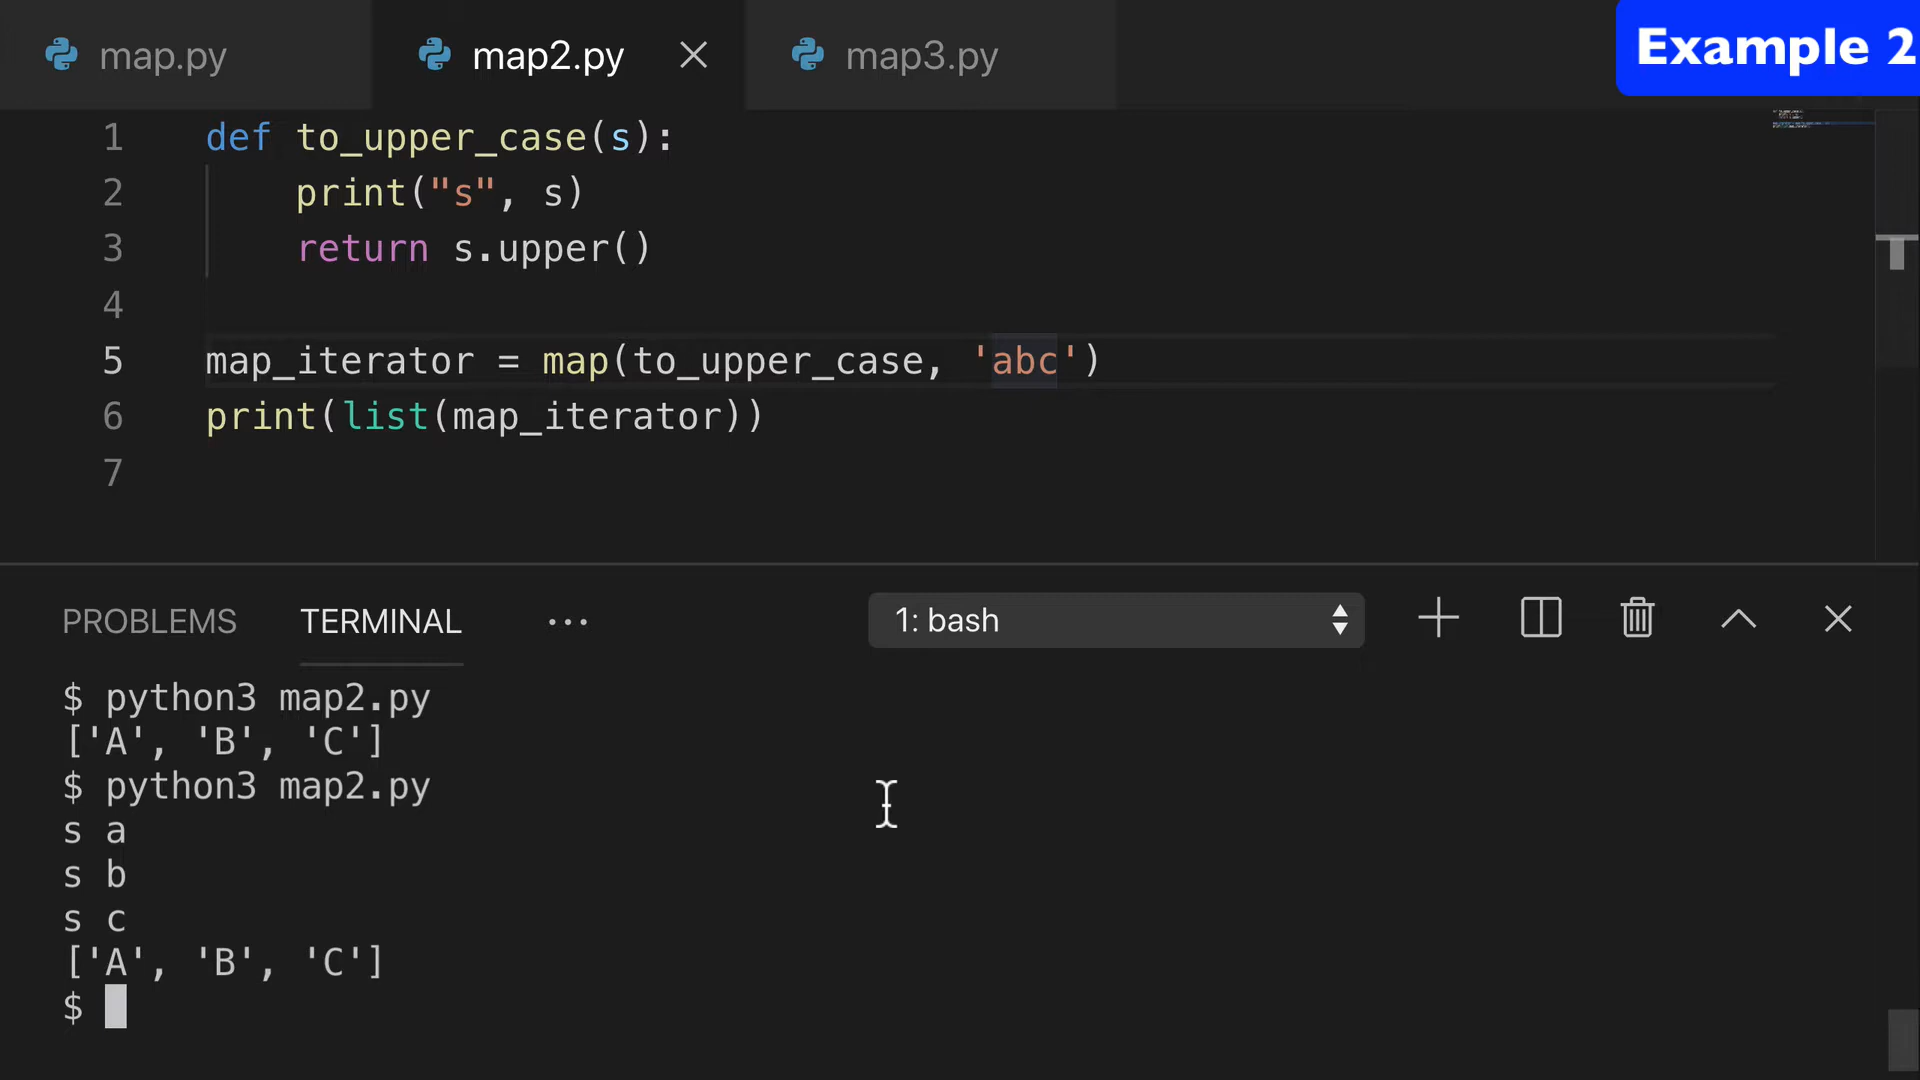 map.py
map2.py
map3.py
Example 2
1 def to_upper_case(s):
2 print("s", s)
3 return s.upper()
4
5 map_iterator = map(to_upper_case, 'abc')
6 print(list(map_iterator))
7
PROBLEMS TERMINAL ... 1: bash
$ python3 map2.py
['A', 'B', 'C']
$ python3 map2.py
s a
s b
s c
['A', 'B', 'C']
$